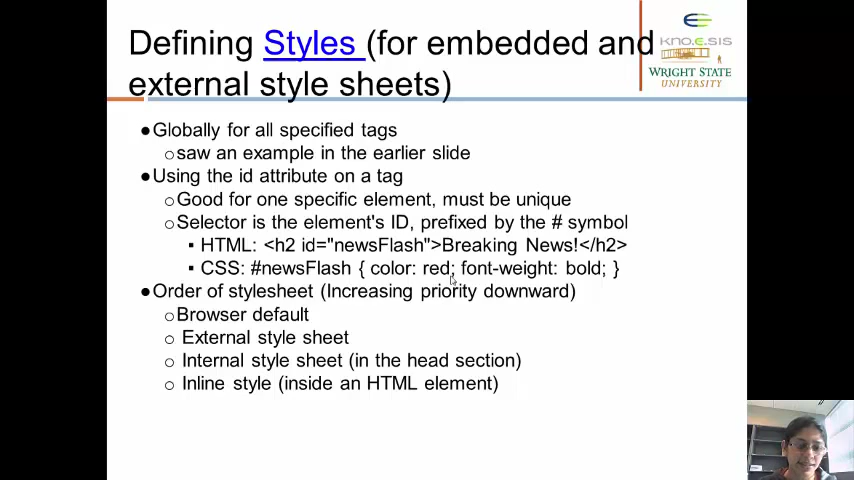 Defining Styles (for embedded and
external style sheets)
kno.e.sis
WRIGHT STATE
UNIVERSITY
●Globally for all specified tags
○saw an example in the earlier slide
●Using the id attribute on a tag
○Good for one specific element, must be unique
○Selector is the element's ID, prefixed by the # symbol
▪ HTML: <h2 id="newsFlash">Breaking News!</h2>
▪ CSS: #newsFlash { color: red; font-weight: bold; }
●Order of stylesheet (Increasing priority downward)
○Browser default
○ External style sheet
○ Internal style sheet (in the head section)
○ Inline style (inside an HTML element)